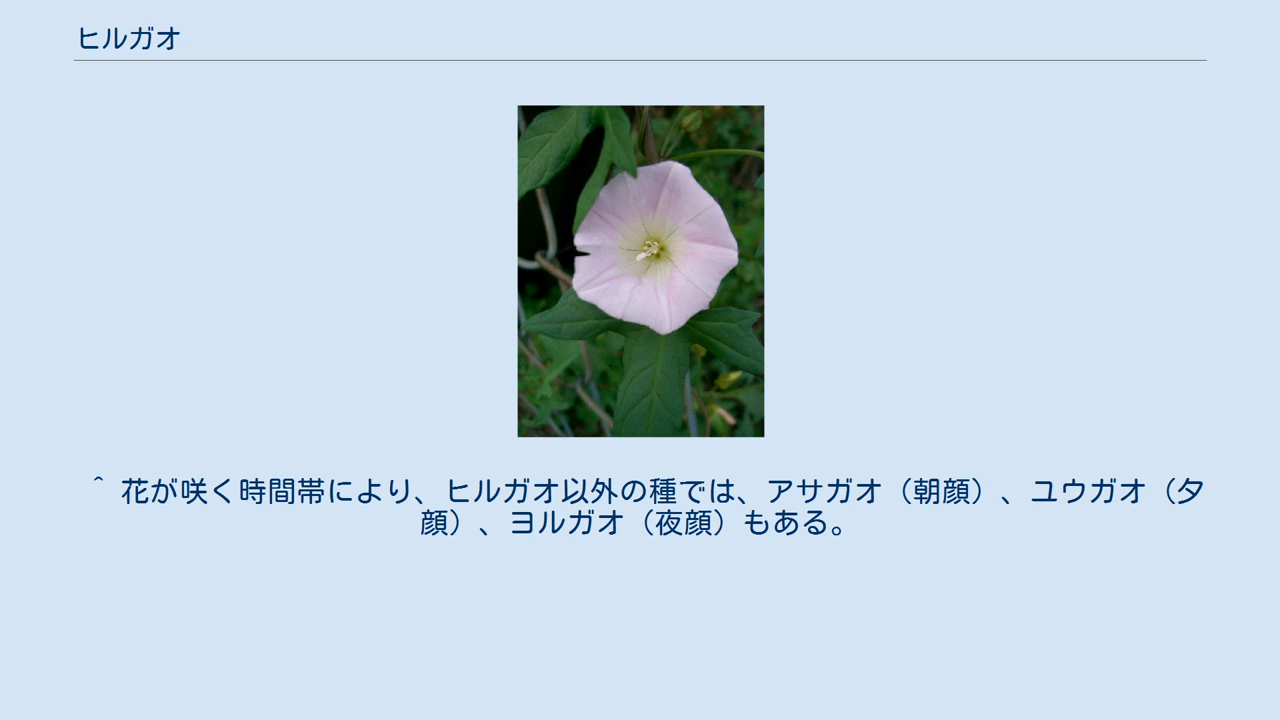 ヒルガオ
^ 花が咲く時間帯により、ヒルガオ以外の種では、アサガオ（朝顔）、ユウガオ（夕
顔）、ヨルガオ（夜顔）もある。